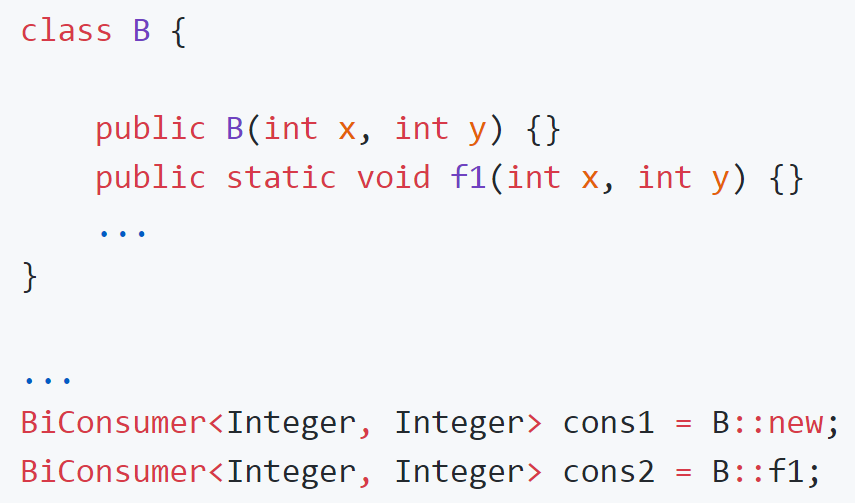 class B {
public B(int x, int y) {}
public static void f1(int x, int y) {}
...
}
...
BiConsumer<Integer, Integer> cons1 = B::new;
BiConsumer<Integer, Integer> cons2 = B::f1;